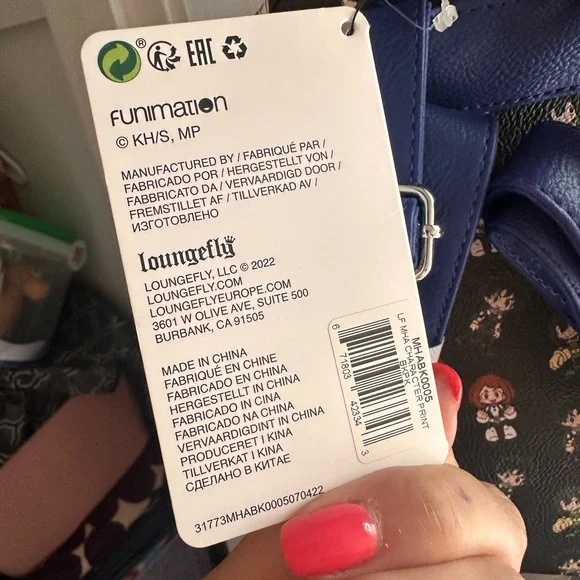 ® EAC
FUNIMATION
© KH/S, MP
MANUFACTURED BY / FABRIQUÉ PAR /
FABRICADO POR / HERGESTELLT VON /
FABBRICATO DA / VERVAARDIGD DOOR /
FREMSTILLET AF / TILLVERKAD AV /
ИЗГОТОВЛЕНО
loungefly
LOUNGEFLY, LLC © 2022
LOUNGEFLY.COM
LOUNGEFLYEUROPE.COM
3601 W OLIVE AVE, SUITE 500
BURBANK, CA 91505
MADE IN CHINA
FABRIQUÉ EN CHINE
FABRICADO EN CHINA
HERGESTELLT IN CHINA
FABBRICADO IN CINA
FABRICADO NA CHINA
VERVAARDIGDINT IN CHINA
PRODUCERET I KINA
TILLVERKAT I KINA
СДЕЛАНО В КИТАЕ
31773MHABK0005070422
MHABK0005
LF MHA CHARACTER PRINT
BKPK
6 71803 42334 3